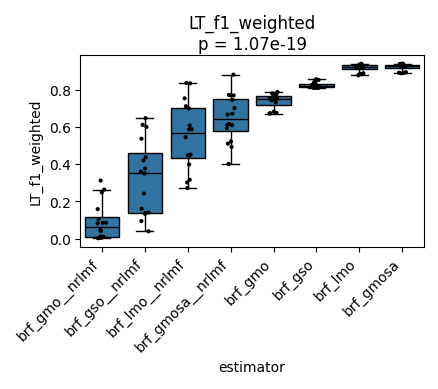 LT_f1_weighted
p = 1.07e-19
LT_f1_weighted
0.8
0.6
0.4
0.2
0.0
brf_gmo__nrlmf
brf_gso__nrlmf
brf_lmo__nrlmf
brf_gmosa__nrlmf
brf_gmo
brf_gso
brf_lmo
brf_gmosa
estimator